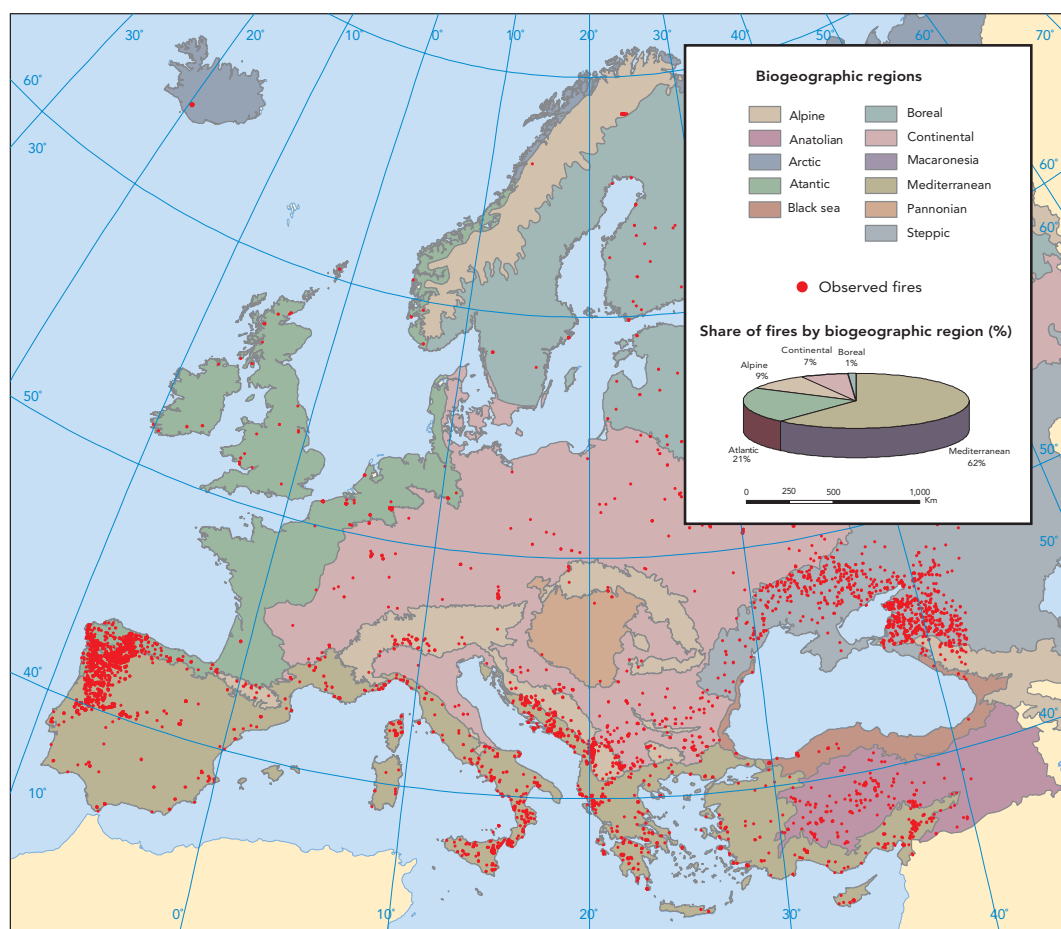 30°
20°
10°
0°
10°
20°
30°
40°
50°
60°
70°
60°
30°
50°
40°
10°
60°
60°
50°
50°
40°
0°
10°
20°
30°
40°
Biogeographic regions
Alpine
Anatolian
Arctic
Atantic
Black sea
Boreal
Continental
Macaronesia
Mediterranean
Pannonian
Steppic
Observed fires
Share of fires by biogeographic region (%)
Alpine
9%
Continental
7%
Boreal
1%
Atlantic
21%
Mediterranean
62%
0 250 500 1,000
Km